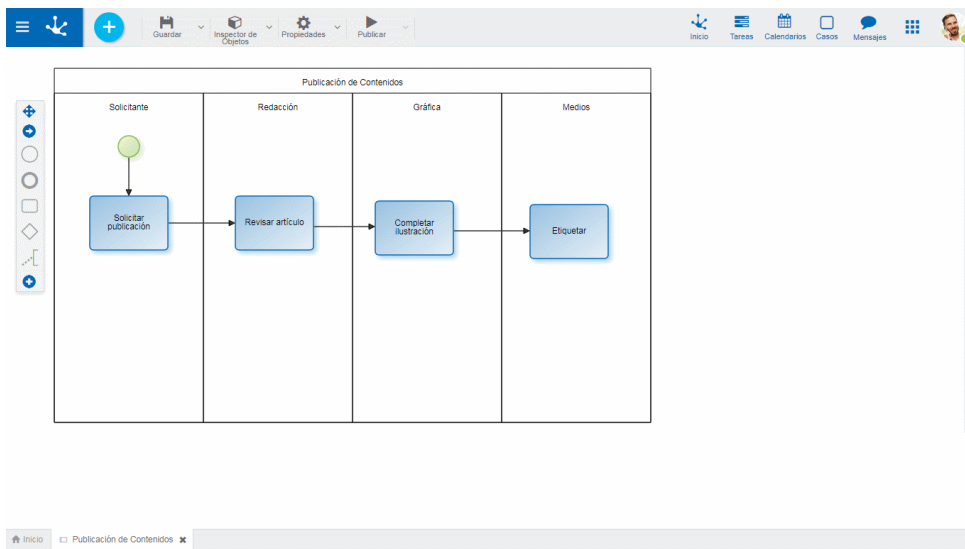 Guardar
Inspector de
Objetos
Propiedades
Publicar
Inicio
Tareas
Calendarios
Casos
Mensajes
Publicación de Contenidos
Solicitante
Redacción
Gráfica
Medios
Solicitar
publicación
Revisar artículo
Completar
ilustración
Etiquetar
Inicio
Publicación de Contenidos